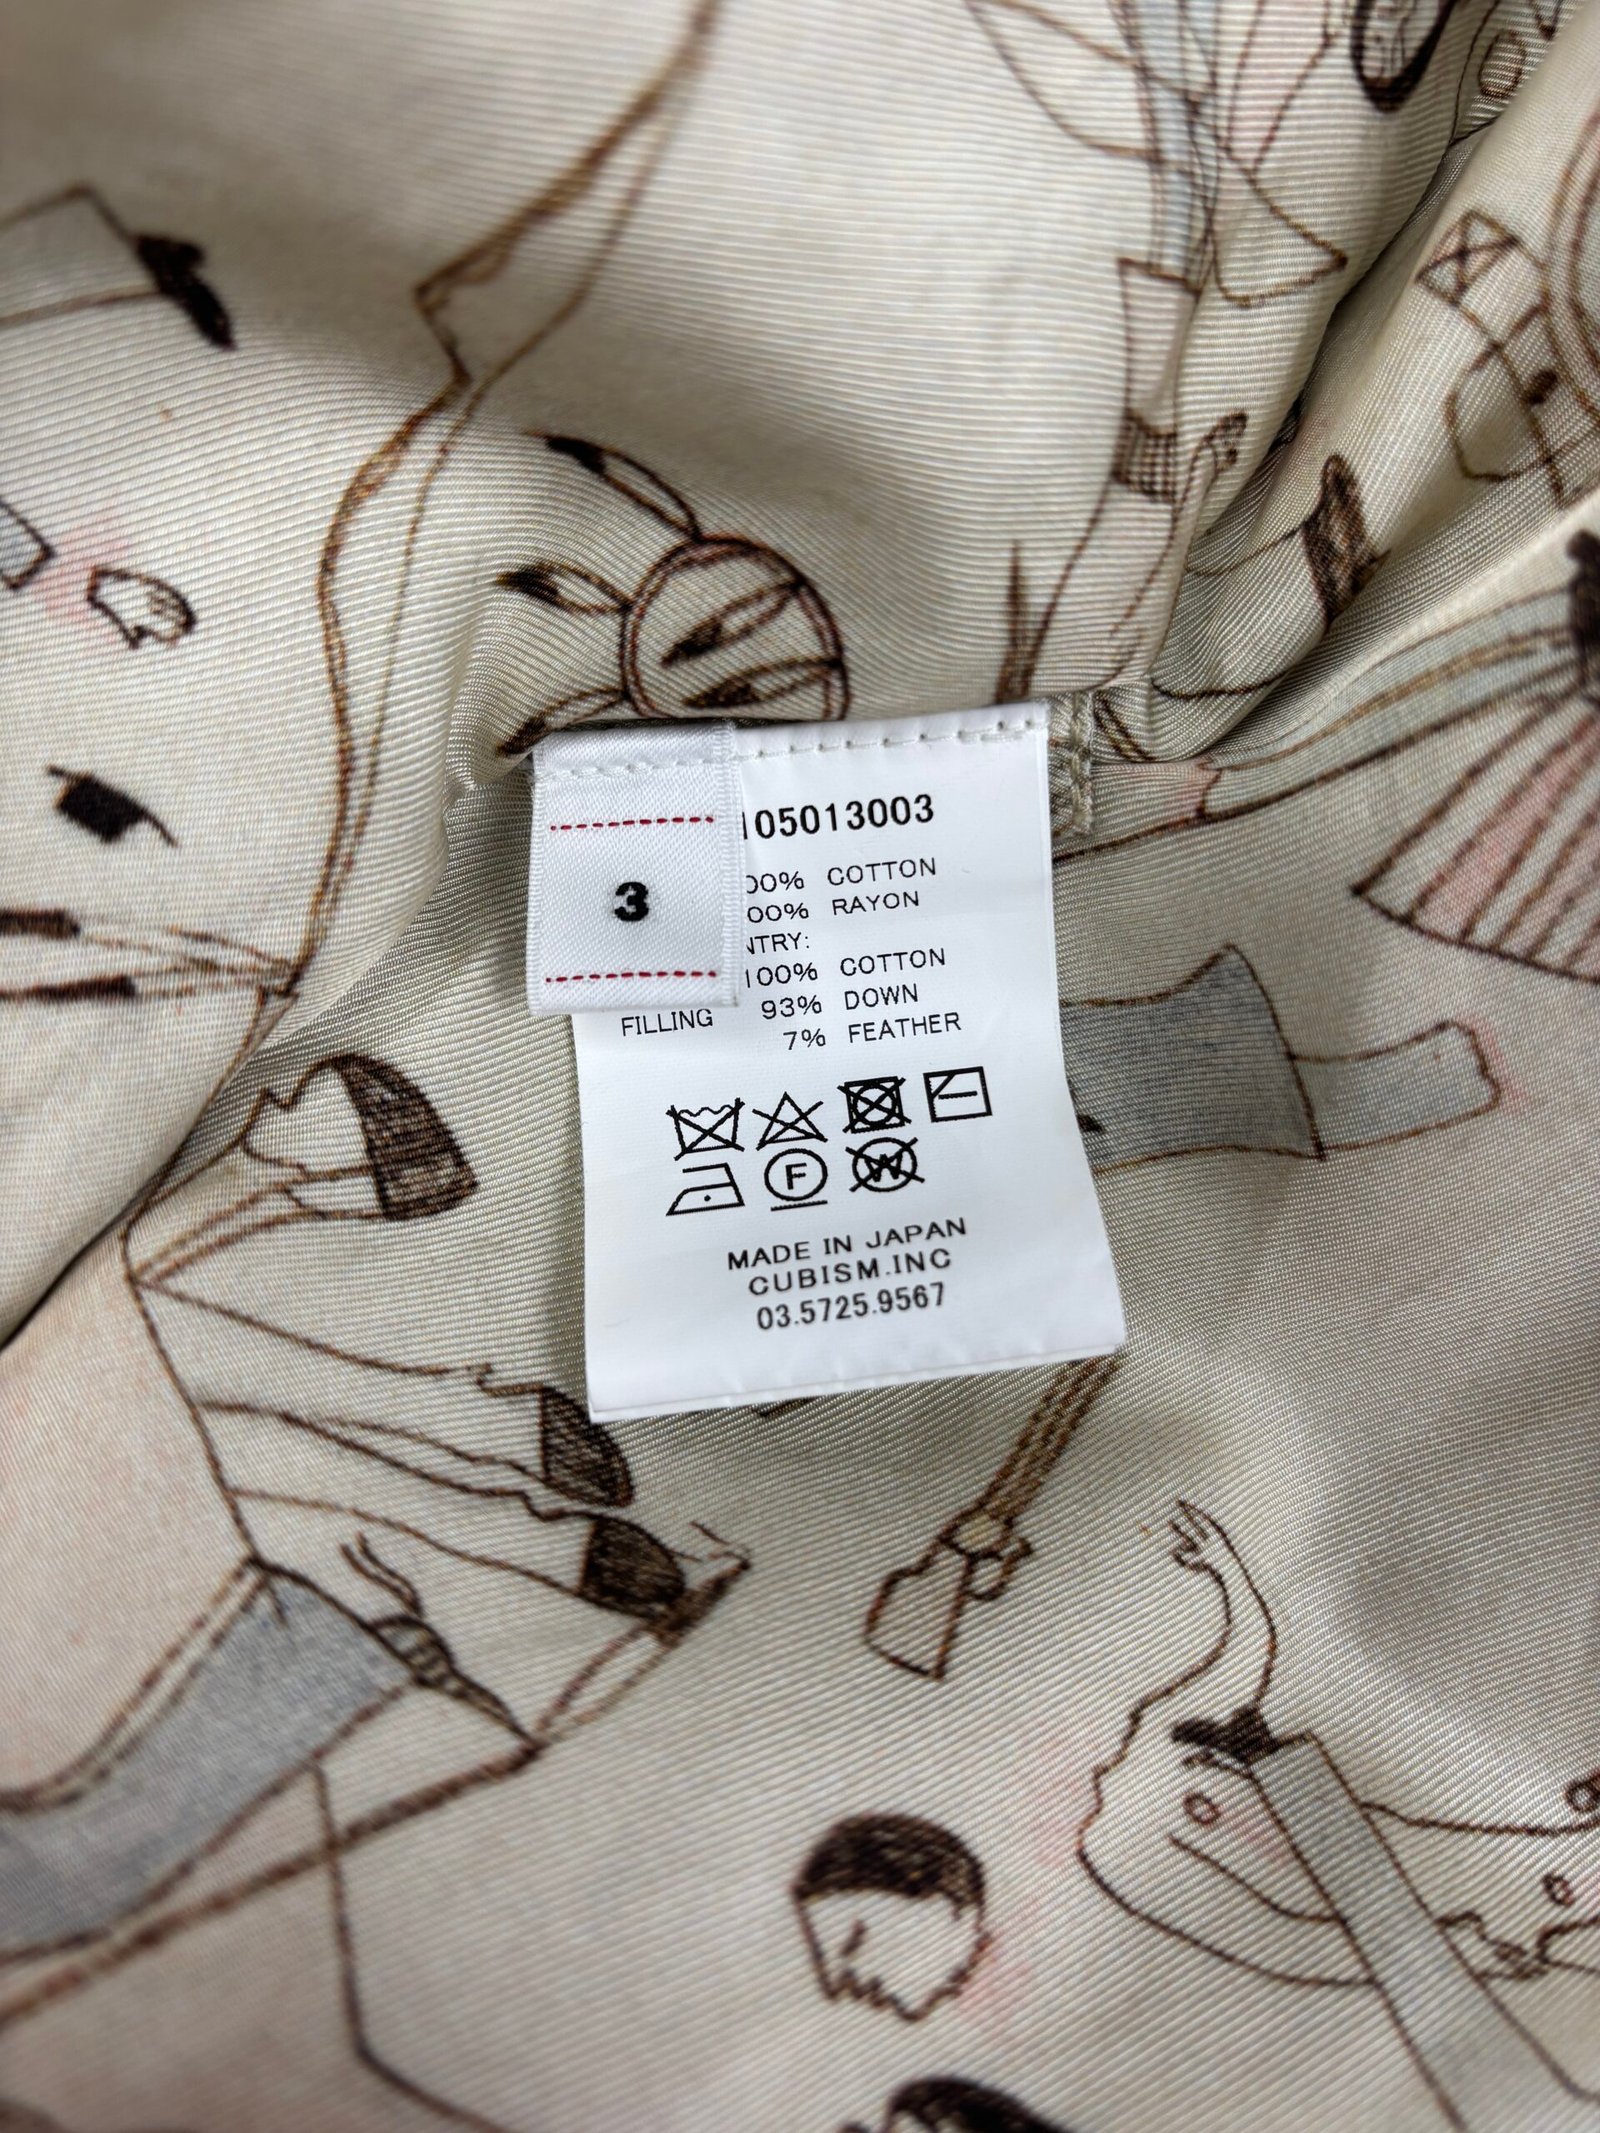 3
105013003
00% COTTON
00% RAYON
NTRY:
100% COTTON
93% DOWN
FILLING
7% FEATHER
F
W
MADE IN JAPAN
CUBISM.INC
03.5725.9567